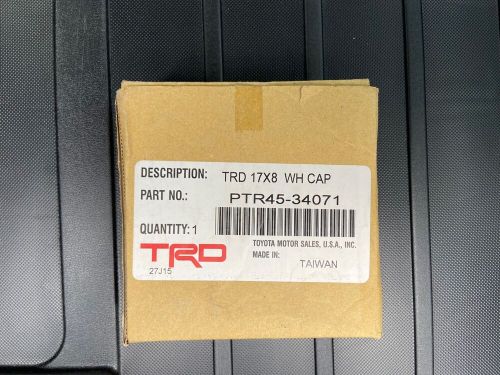 DESCRIPTION: TRD 17X8 WH CAP
PART NO.: PTR45-34071
QUANTITY: 1
TOYOTA MOTOR SALES, U.S.A., INC.
TRD
MADE IN: TAIWAN
27J15